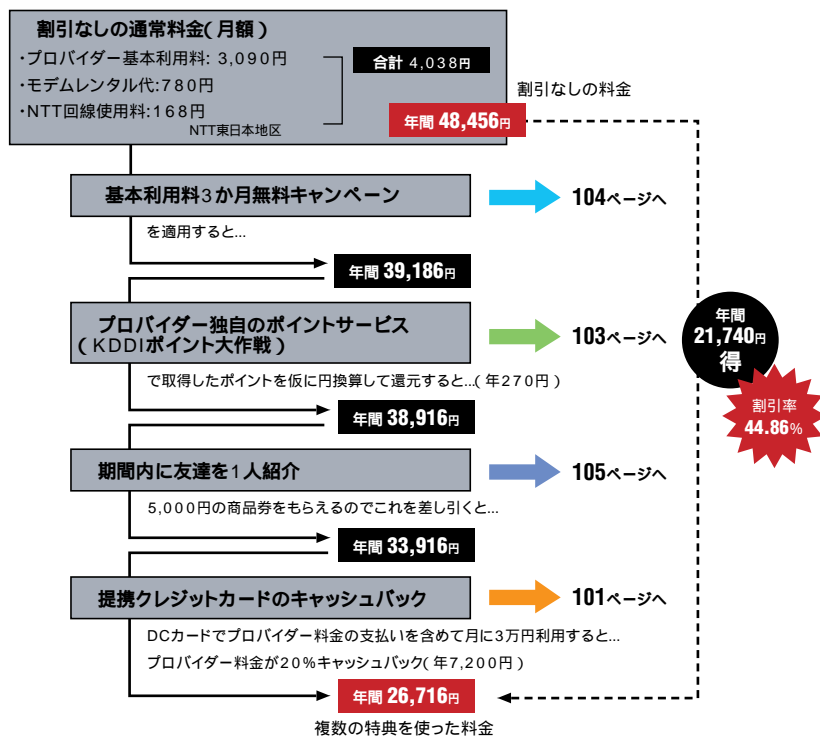 割引なしの通常料金(月額)
・プロバイダー基本利用料: 3,090円
・モデムレンタル代:780円
・NTT回線使用料:168円
NTT東日本地区
合計 4,038円
年間 48,456円
割引なしの料金
基本利用料3か月無料キャンペーン
104ページへ
を適用すると...
年間 39,186円
プロバイダー独自のポイントサービス
(KDDIポイント大作戦)
103ページへ
で取得したポイントを仮に円換算して還元すると...(年270円)
年間 38,916円
年間
21,740円
得
割引率
44.86%
期間内に友達を1人紹介
105ページへ
5,000円の商品券をもらえるのでこれを差し引くと...
年間 33,916円
提携クレジットカードのキャッシュバック
101ページへ
DCカードでプロバイダー料金の支払いを含めて月に3万円利用すると...
プロバイダー料金が20%キャッシュバック(年7,200円)
年間 26,716円
複数の特典を使った料金